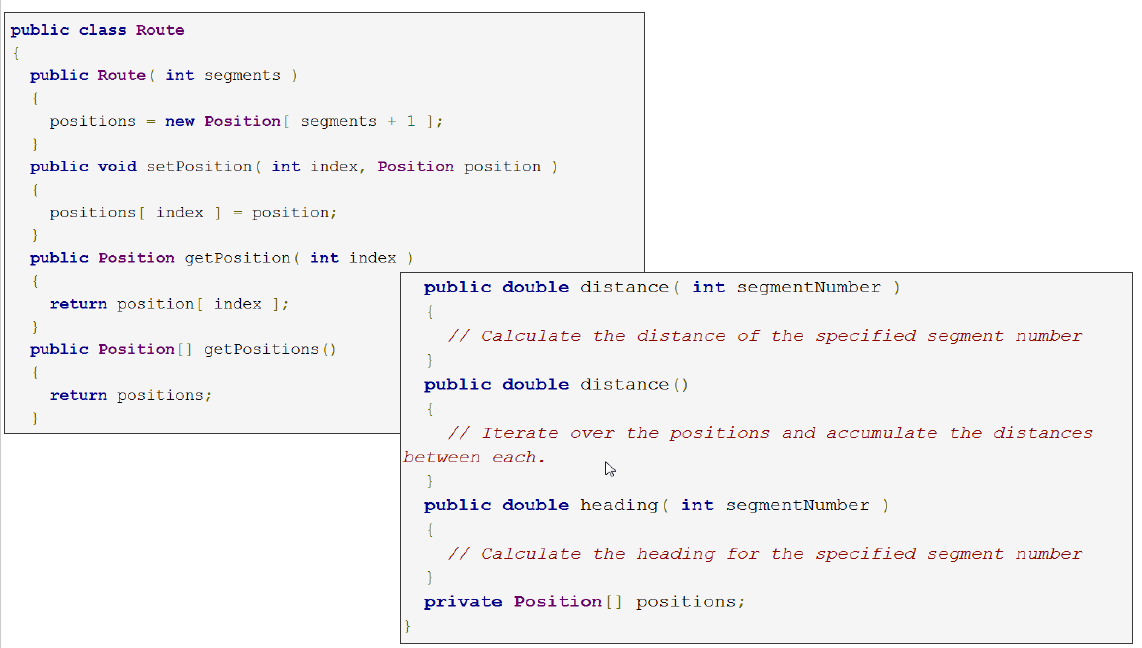 public class Route
{
public Route( int segments )
{
positions = new Position[ segments + 1 ];
}
public void setPosition( int index, Position position )
{
positions[ index ] = position;
}
public Position getPosition( int index )
{
return position[ index ];
}
public Position[] getPositions()
{
return positions;
}
public double distance( int segmentNumber )
{
// Calculate the distance of the specified segment number
}
public double distance()
{
// Iterate over the positions and accumulate the distances
between each.
}
public double heading( int segmentNumber )
{
// Calculate the heading for the specified segment number
}
private Position[] positions;
}